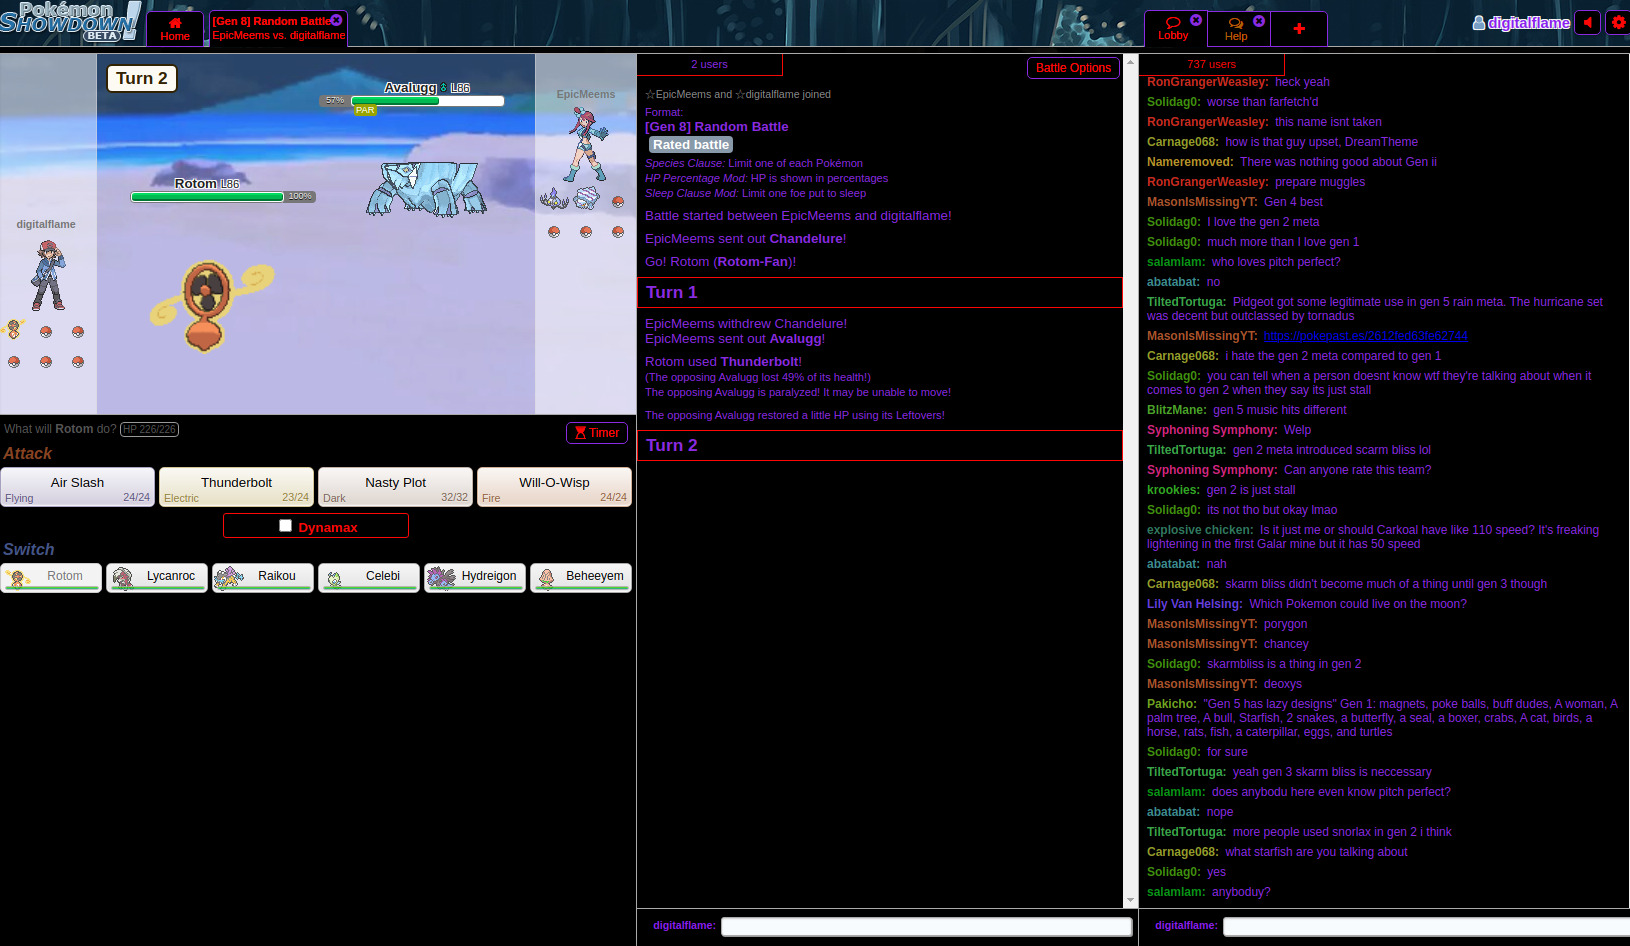 Pokémon
SHOWDOWN!
BETA
Home
[Gen 8] Random Battle
EpicMeems vs. digitalflame
Lobby
Help
digitalflame
Turn 2
Avalugg L86
57%
PAR
Rotom L86
100%
digitalflame
EpicMeems
What will Rotom do? HP 226/226
Timer
Attack
Air Slash
Flying 24/24
Thunderbolt
Electric 23/24
Nasty Plot
Dark 32/32
Will-O-Wisp
Fire 24/24
Dynamax
Switch
Rotom
Lycanroc
Raikou
Celebi
Hydreigon
Beheeyem
2 users
Battle Options
☆EpicMeems and ☆digitalflame joined
Format:
[Gen 8] Random Battle
Rated battle
Species Clause: Limit one of each Pokémon
HP Percentage Mod: HP is shown in percentages
Sleep Clause Mod: Limit one foe put to sleep
Battle started between EpicMeems and digitalflame!
EpicMeems sent out Chandelure!
Go! Rotom (Rotom-Fan)!
Turn 1
EpicMeems withdrew Chandelure!
EpicMeems sent out Avalugg!
Rotom used Thunderbolt!
(The opposing Avalugg lost 49% of its health!)
The opposing Avalugg is paralyzed! It may be unable to move!
The opposing Avalugg restored a little HP using its Leftovers!
Turn 2
digitalflame:
737 users
RonGrangerWeasley: heck yeah
Solidag0: worse than farfetch'd
RonGrangerWeasley: this name isnt taken
Carnage068: how is that guy upset, DreamTheme
Nameremoved: There was nothing good about Gen ii
RonGrangerWeasley: prepare muggles
MasonIsMissingYT: Gen 4 best
Solidag0: I love the gen 2 meta
Solidag0: much more than I love gen 1
salamlam: who loves pitch perfect?
abatabat: no
TiltedTortuga: Pidgeot got some legitimate use in gen 5 rain meta. The hurricane set
was decent but outclassed by tornadus
MasonIsMissingYT: https://pokepast.es/2612fed63fe62744
Carnage068: i hate the gen 2 meta compared to gen 1
Solidag0: you can tell when a person doesnt know wtf they're talking about when it
comes to gen 2 when they say its just stall
BlitzMane: gen 5 music hits different
Syphoning Symphony: Welp
TiltedTortuga: gen 2 meta introduced scarm bliss lol
Syphoning Symphony: Can anyone rate this team?
krookies: gen 2 is just stall
Solidag0: its not tho but okay lmao
explosive chicken: Is it just me or should Carkoal have like 110 speed? It's freaking
lightening in the first Galar mine but it has 50 speed
abatabat: nah
Carnage068: skarm bliss didn't become much of a thing until gen 3 though
Lily Van Helsing: Which Pokemon could live on the moon?
MasonIsMissingYT: porygon
MasonIsMissingYT: chancey
Solidag0: skarmbliss is a thing in gen 2
MasonIsMissingYT: deoxys
Pakicho: "Gen 5 has lazy designs" Gen 1: magnets, poke balls, buff dudes, A woman, A
palm tree, A bull, Starfish, 2 snakes, a butterfly, a seal, a boxer, crabs, A cat, birds, a
horse, rats, fish, a caterpillar, eggs, and turtles
Solidag0: for sure
TiltedTortuga: yeah gen 3 skarm bliss is neccessary
salamlam: does anybodu here even know pitch perfect?
abatabat: nope
TiltedTortuga: more people used snorlax in gen 2 i think
Carnage068: what starfish are you talking about
Solidag0: yes
salamlam: anyboduy?
digitalflame: